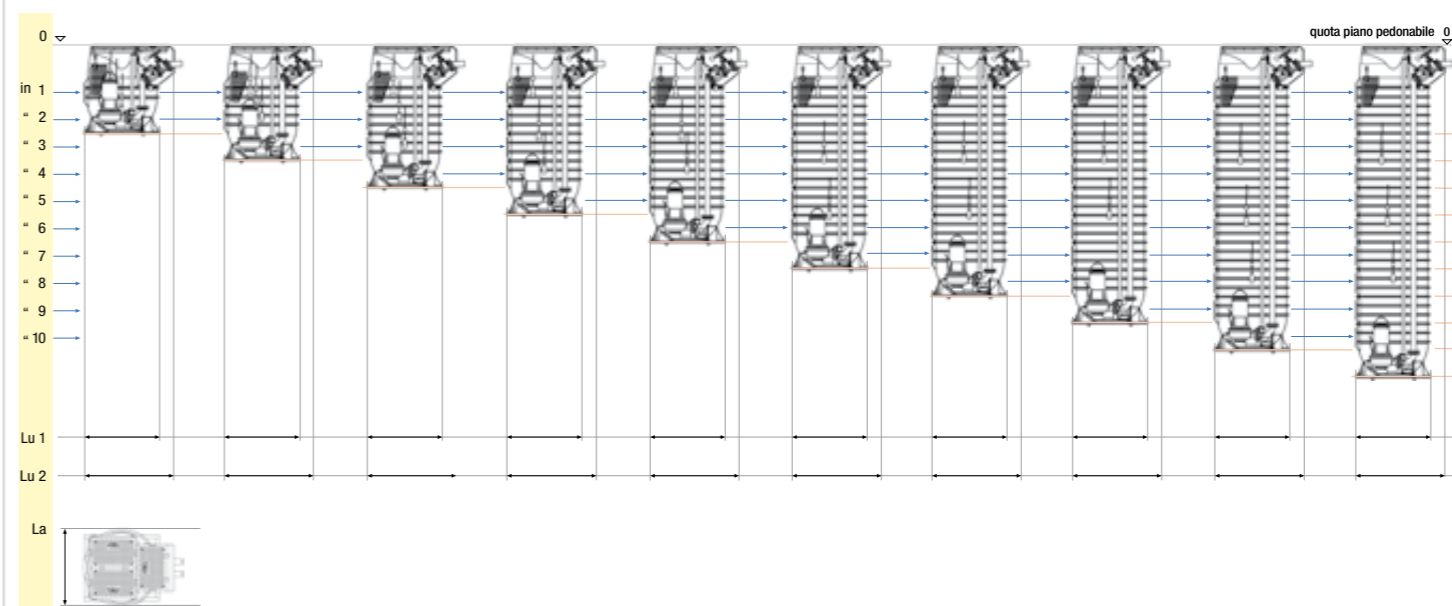 0
quota piano pedonabile 0
in 1
“ 2
“ 3
“ 4
“ 5
“ 6
“ 7
“ 8
“ 9
“ 10
Lu 1
Lu 2
La